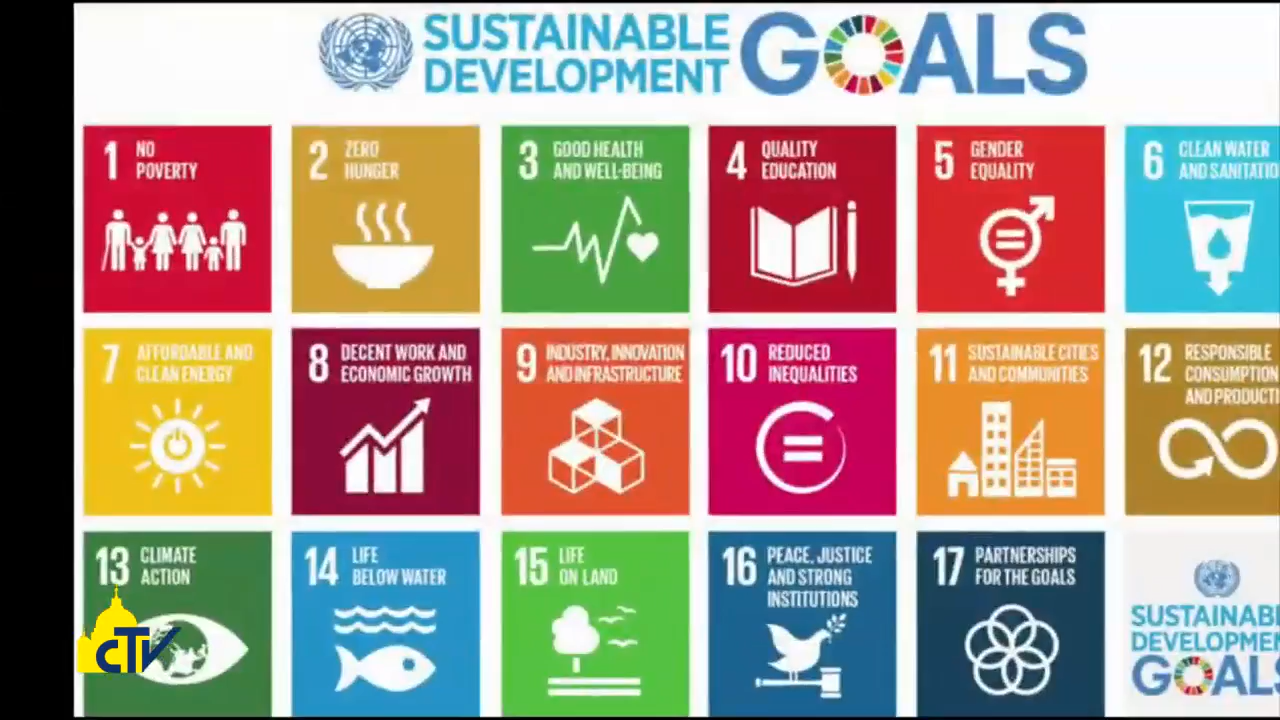 SUSTAINABLE
DEVELOPMENT
GOALS
1 NO
POVERTY
2 ZERO
HUNGER
3 GOOD HEALTH
AND WELL-BEING
4 QUALITY
EDUCATION
5 GENDER
EQUALITY
6 CLEAN WATER
AND SANITATIO
7 AFFORDABLE AND
CLEAN ENERGY
8 DECENT WORK AND
ECONOMIC GROWTH
9 INDUSTRY, INNOVATION
AND INFRASTRUCTURE
10 REDUCED
INEQUALITIES
11 SUSTAINABLE CITIES
AND COMMUNITIES
12 RESPONSIBLE
CONSUMPTION
AND PRODUCTI
13 CLIMATE
ACTION
14 LIFE
BELOW WATER
15 LIFE
ON LAND
16 PEACE, JUSTICE
AND STRONG
INSTITUTIONS
17 PARTNERSHIPS
FOR THE GOALS
SUSTAINABL
DEVELOPMEN
GOALS
CTV